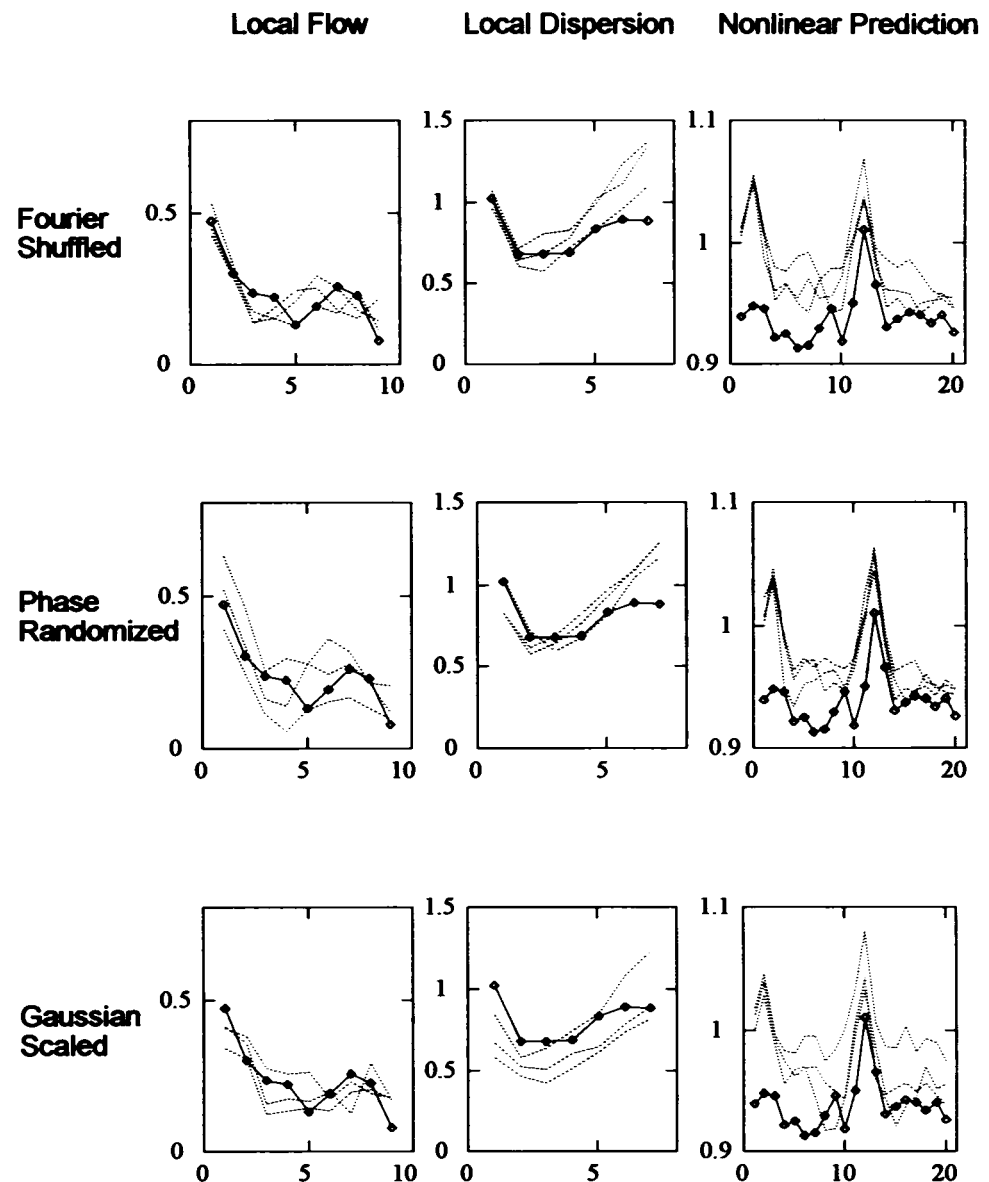 Local Flow Local Dispersion Nonlinear Prediction
1.5 1.1
Fourier
Shuffled
0.5 1 1
0.5
0 0 0.9
0 5 10 0 5 0 10 20
1.5 1.1
Phase
Randomized
0.5 1 1
0.5
0 0 0.9
0 5 10 0 5 0 10 20
1.5 1.1
Gaussian
Scaled
0.5 1 1
0.5
0 0 0.9
0 5 10 0 5 0 10 20